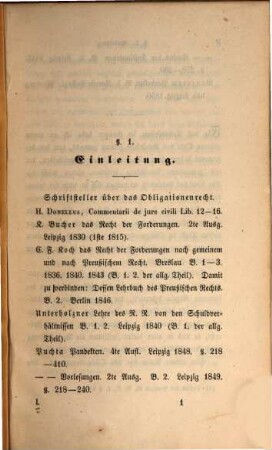 §. 1.
Einleitung.
Schriftsteller über das Obligationenrecht.
H. Donellus, Commentarii de jure civili Lib. 12—16.
K. Bucher das Recht der Forderungen. 2te Ausg.
Leipzig 1830 (1ste 1815).
C. F. Koch das Recht der Forderungen nach gemeinem
und nach Preußischem Recht. Breslau B. 1—3.
1836. 1840. 1843 (B. 1. 2 der allg. Theil). Damit
zu verbinden: Dessen Lehrbuch des Preußischen Rechts.
B. 2. Berlin 1846.
Unterholzner Lehre des R. R. von den Schuldver-
hältnissen B. 1. 2. Leipzig 1840 (B. 1. der allg.
Theil).
Puchta Pandekten. 4te Aufl. Leipzig 1848. §. 218
—410.
— — Vorlesungen. 2te Ausg. B. 2. Leipzig 1849.
§. 218—240.
I. 1